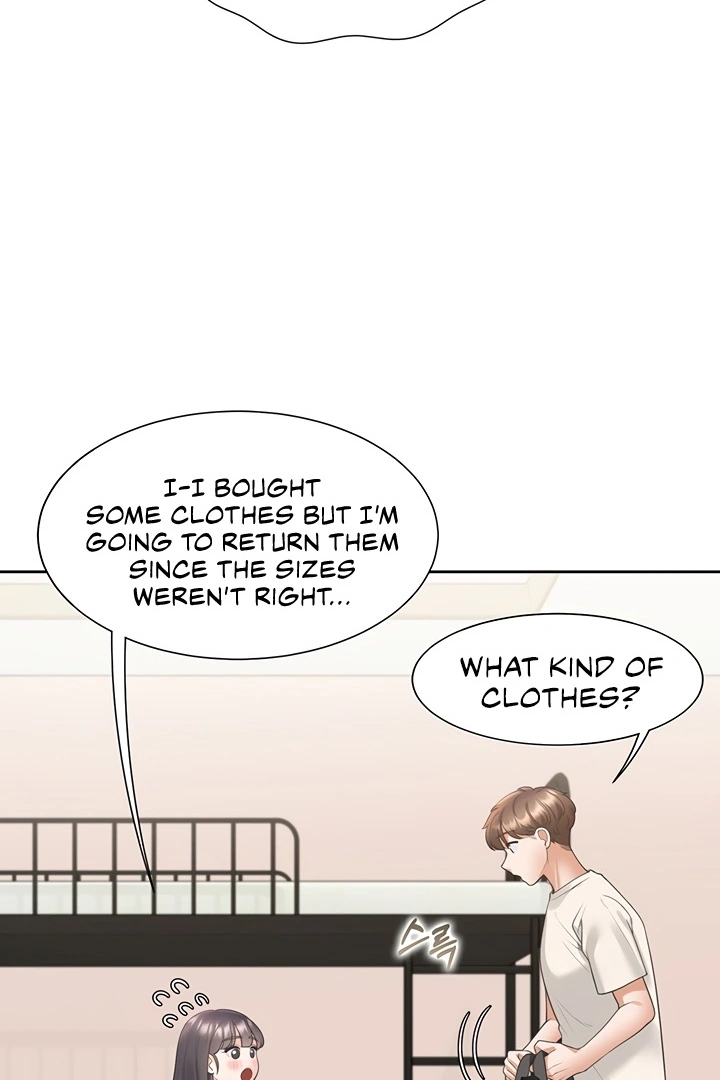 I-I BOUGHT
SOME CLOTHES BUT I'M
GOING TO RETURN THEM
SINCE THE SIZES
WEREN'T RIGHT...
WHAT KIND OF
CLOTHES?
스륵